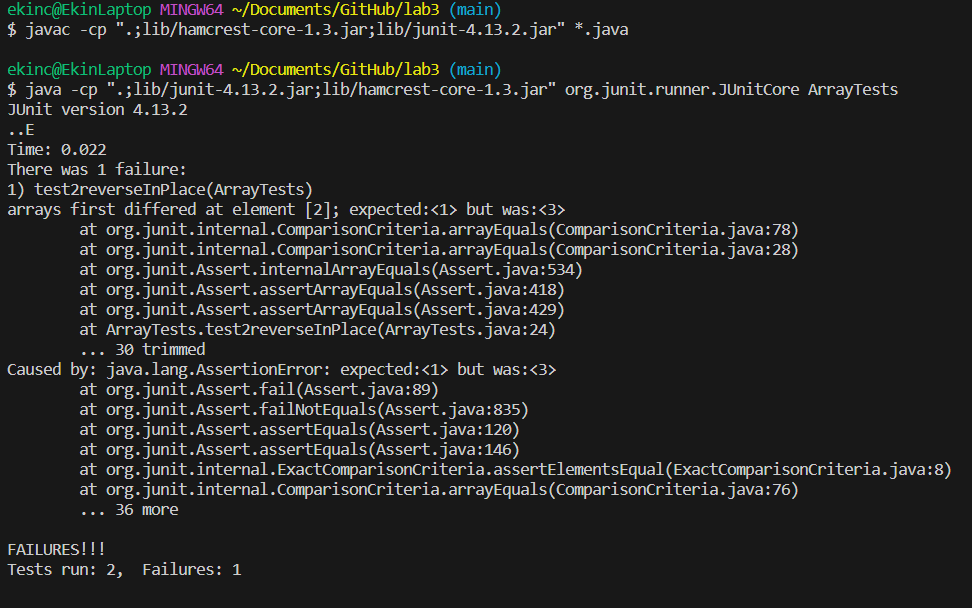 ekinc@EkinLaptop MINGW64 ~/Documents/GitHub/lab3 (main)
$ javac -cp ".;lib/hamcrest-core-1.3.jar;lib/junit-4.13.2.jar" *.java
ekinc@EkinLaptop MINGW64 ~/Documents/GitHub/lab3 (main)
$ java -cp ".;lib/junit-4.13.2.jar;lib/hamcrest-core-1.3.jar" org.junit.runner.JUnitCore ArrayTests
JUnit version 4.13.2
..E
Time: 0.022
There was 1 failure:
1) test2reverseInPlace(ArrayTests)
arrays first differed at element [2]; expected:<1> but was:<3>
        at org.junit.internal.ComparisonCriteria.arrayEquals(ComparisonCriteria.java:78)
        at org.junit.internal.ComparisonCriteria.arrayEquals(ComparisonCriteria.java:28)
        at org.junit.Assert.internalArrayEquals(Assert.java:534)
        at org.junit.Assert.assertArrayEquals(Assert.java:418)
        at org.junit.Assert.assertArrayEquals(Assert.java:429)
        at ArrayTests.test2reverseInPlace(ArrayTests.java:24)
        ... 30 trimmed
Caused by: java.lang.AssertionError: expected:<1> but was:<3>
        at org.junit.Assert.fail(Assert.java:89)
        at org.junit.Assert.failNotEquals(Assert.java:835)
        at org.junit.Assert.assertEquals(Assert.java:120)
        at org.junit.Assert.assertEquals(Assert.java:146)
        at org.junit.internal.ExactComparisonCriteria.assertElementsEqual(ExactComparisonCriteria.java:8)
        at org.junit.internal.ComparisonCriteria.arrayEquals(ComparisonCriteria.java:76)
        ... 36 more
FAILURES!!!
Tests run: 2,  Failures: 1